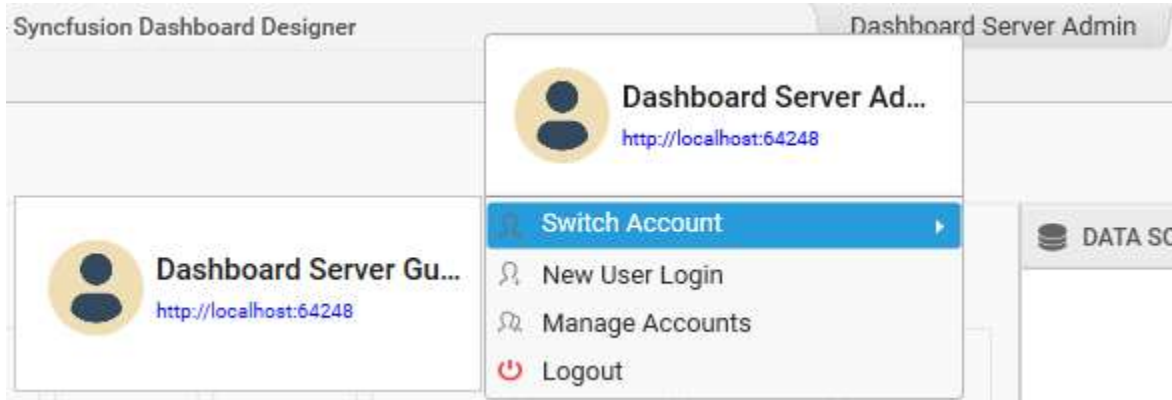 Syncfusion Dashboard Designer
Dashboard Server Admin
Dashboard Server Ad...
http://localhost:64248
Switch Account
DATA SC
Dashboard Server Gu...
http://localhost:64248
New User Login
Manage Accounts
Logout